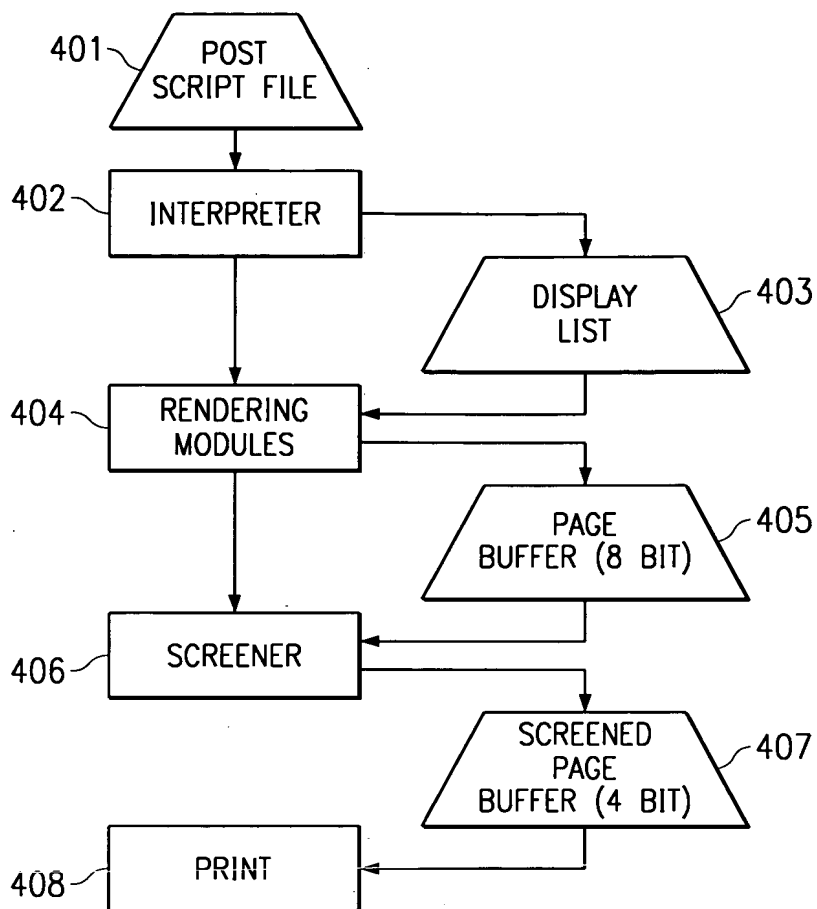 401
POST
SCRIPT FILE
402
INTERPRETER
DISPLAY
LIST
403
404
RENDERING
MODULES
PAGE
BUFFER (8 BIT)
405
406
SCREENER
SCREENED
PAGE
BUFFER (4 BIT)
407
408
PRINT